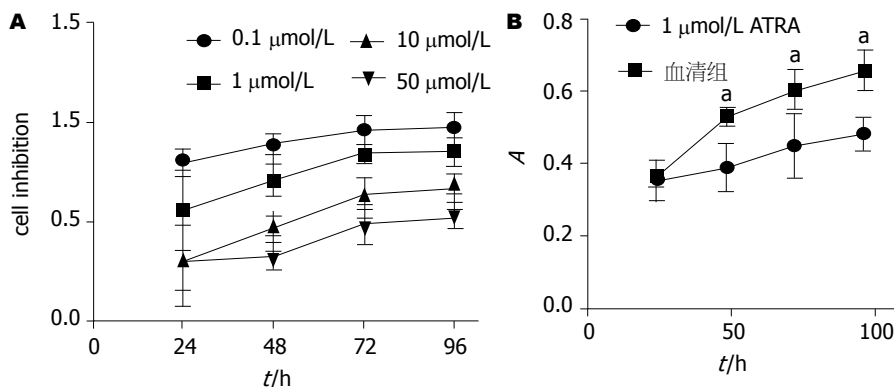 A
1.5
0.1 μmol/L
10 μmol/L
1 μmol/L
50 μmol/L
1.5
0.5
0.0
cell inhibition
0
24
48
72
96
t/h
B
0.8
1 μmol/L ATRA
血清组
a
a
a
0.6
0.4
0.2
0.0
A
0
50
100
t/h